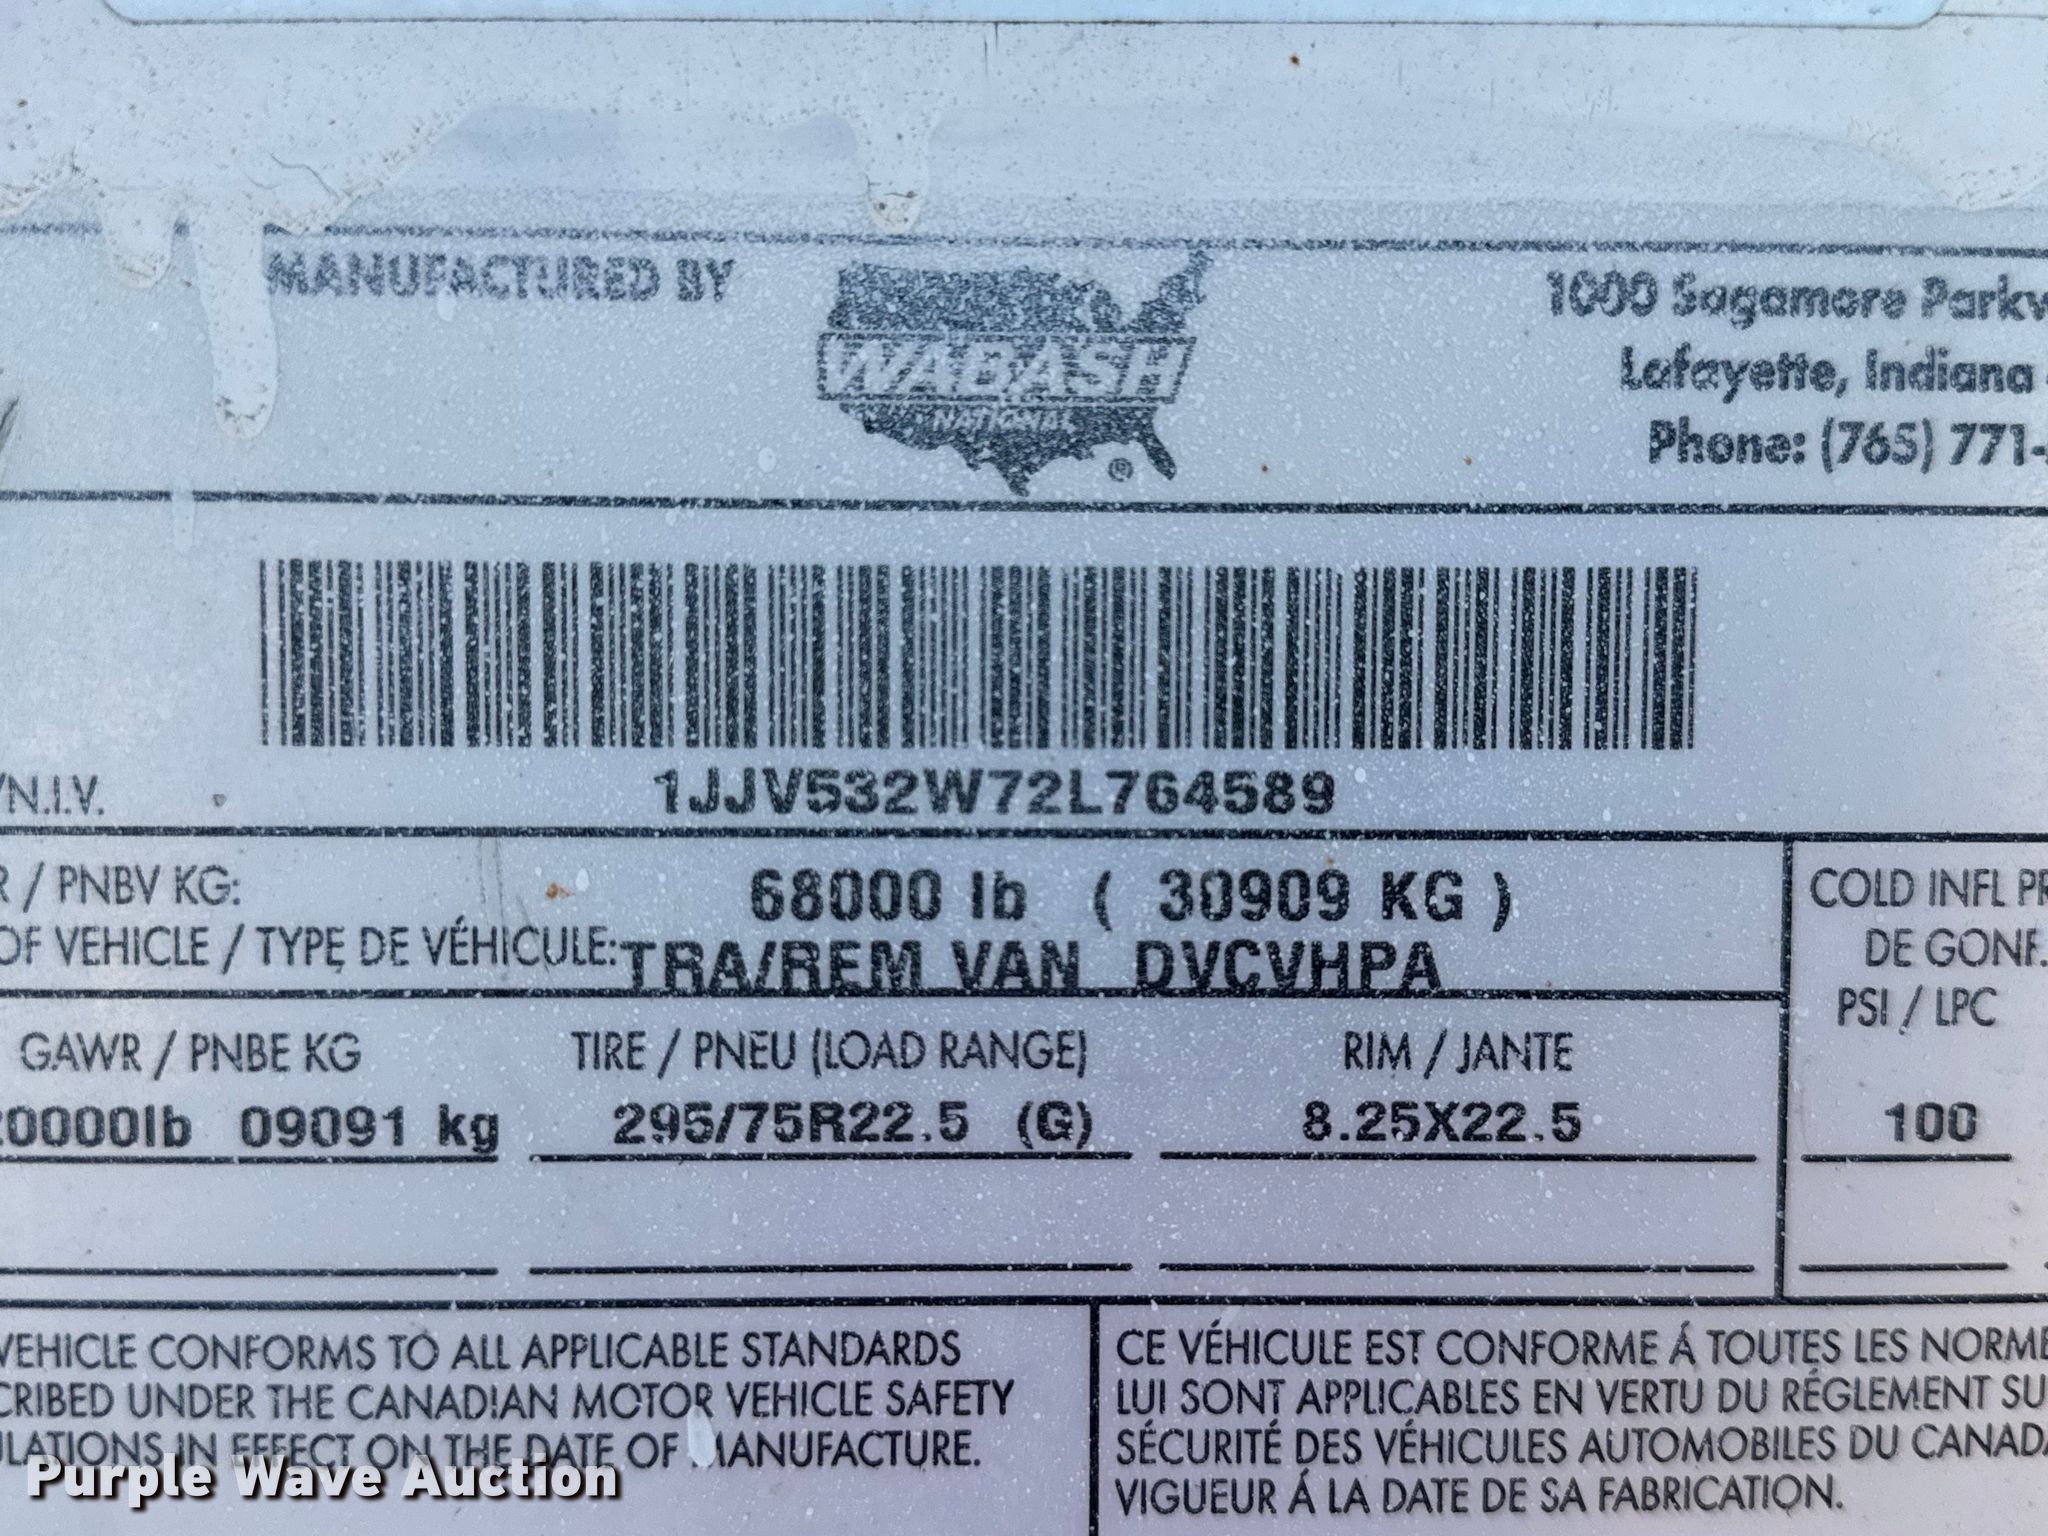 MANUFACTURED BY
WABASH
NATIONAL
®
1000 Sagamore Parkw
Lafayette, Indiana
Phone: (765) 771-
/N.I.V.
1JJV532W72L764589
R / PNBV KG:
68000 lb ( 30909 KG )
OF VEHICLE / TYPE DE VÉHICULE:
TRA/REM VAN DVCVHPA
COLD INFL PR
DE GONF.
PSI / LPC
GAWR / PNBE KG
TIRE / PNEU (LOAD RANGE)
RIM / JANTE
20000lb 09091 kg
295/75R22.5 (G)
8.25X22.5
100
VEHICLE CONFORMS TO ALL APPLICABLE STANDARDS
CRIBED UNDER THE CANADIAN MOTOR VEHICLE SAFETY
ULATIONS IN EFFECT ON THE DATE OF MANUFACTURE.
CE VÉHICULE EST CONFORME Á TOUTES LES NORME
LUI SONT APPLICABLES EN VERTU DU RÉGLEMENT SU
SÉCURITÉ DES VÉHICULES AUTOMOBILES DU CANADA
VIGUEUR Á LA DATE DE SA FABRICATION.
Purple Wave Auction